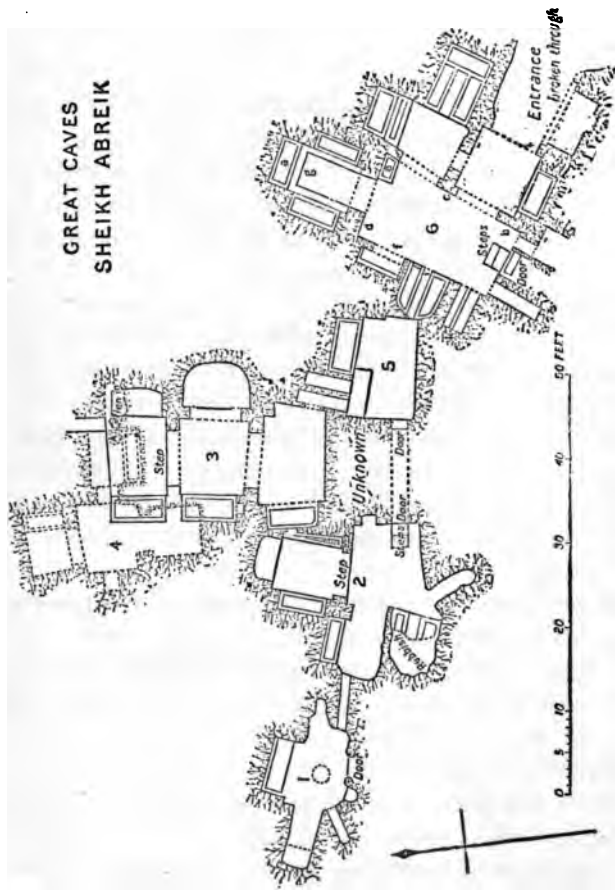 GREAT CAVES
SHEIKH ABREIK
a
g
e
d
f
6
c
b
Steps
Door
Entrance
broken through
5
Step
3
4
Unknown
Door
Steps
Door
Step
2
Rubbish
1
Door
0 5 10 20 30 40 50 FEET